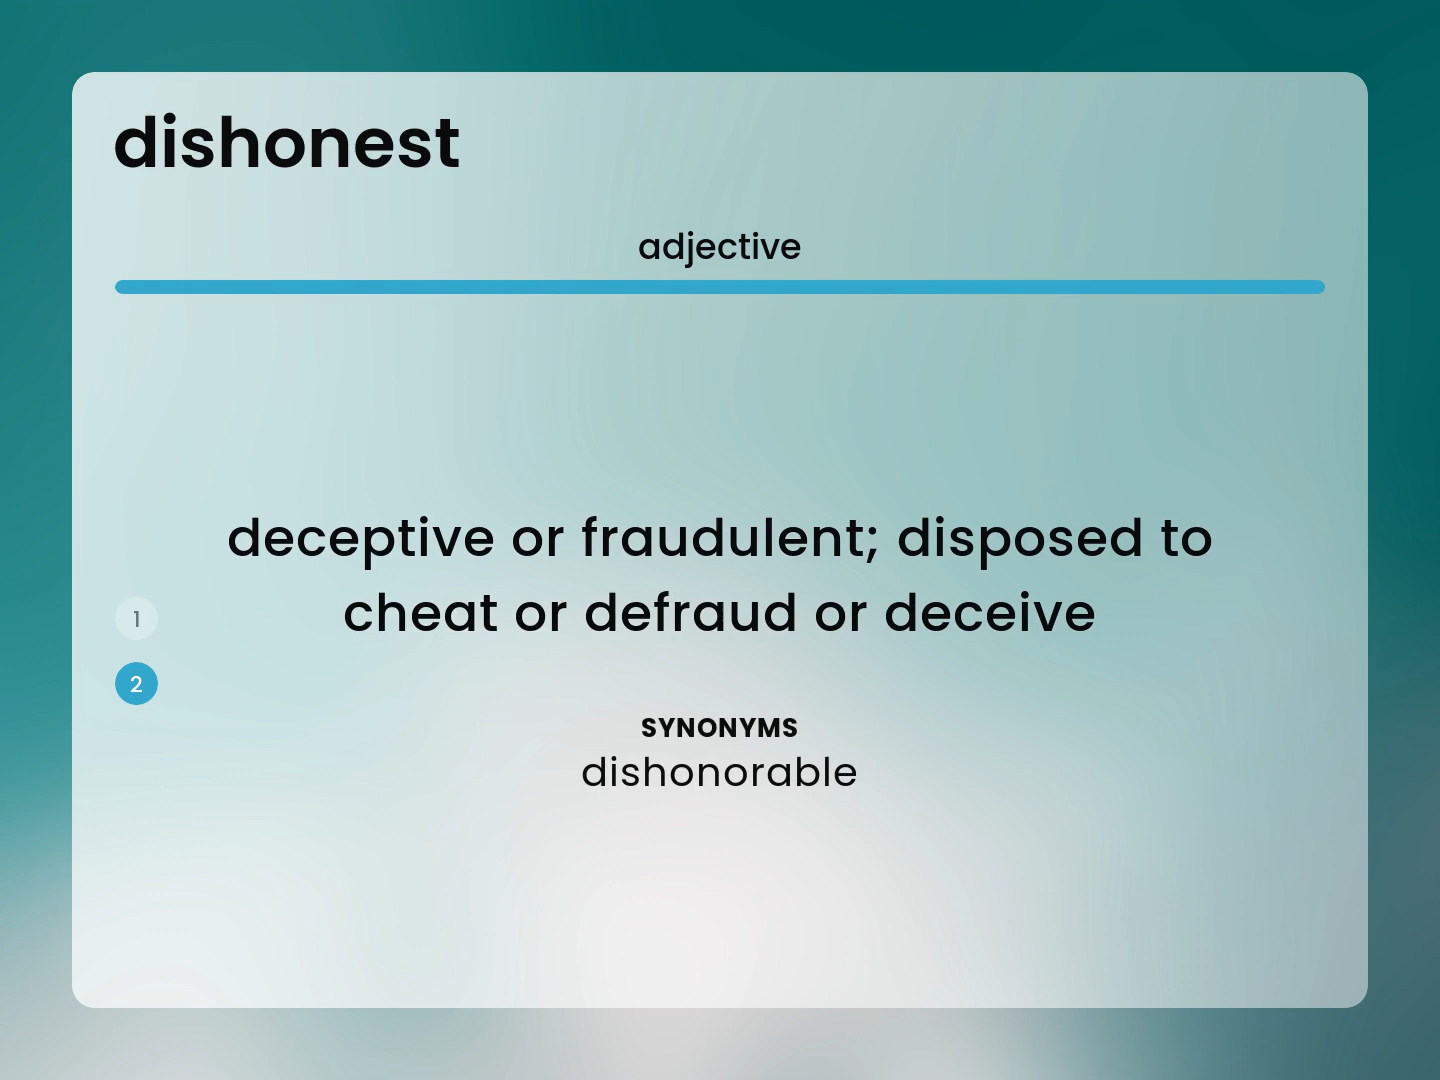 dishonest
adjective
deceptive or fraudulent; disposed to
cheat or defraud or deceive
1
2
SYNONYMS
dishonorable